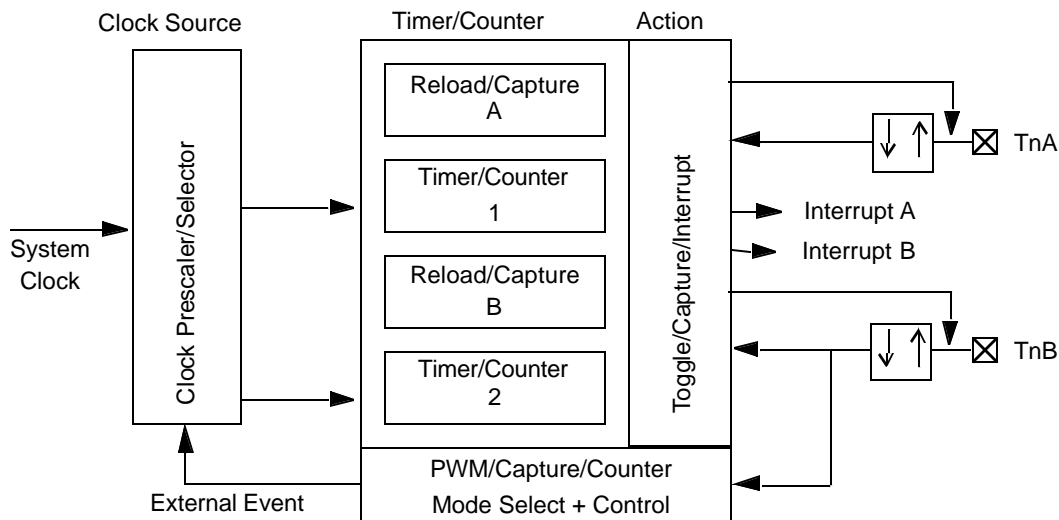 Clock Source
Timer/Counter
Action
Clock Prescaler/Selector
System
Clock
Reload/Capture
A
Timer/Counter
1
Reload/Capture
B
Timer/Counter
2
Toggle/Capture/Interrupt
TnA
Interrupt A
Interrupt B
TnB
PWM/Capture/Counter
Mode Select + Control
External Event